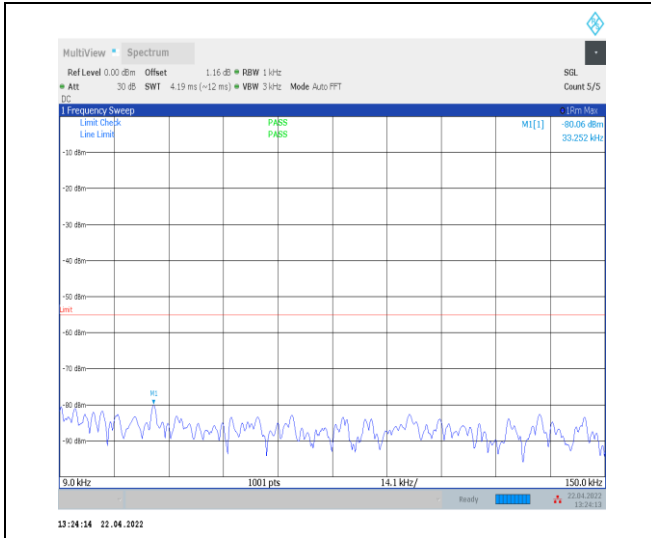 MultiView Spectrum
Ref Level 0.00 dBm Offset 1.16 dB RBW 1 kHz SGL
Att 30 dB SWT 4.19 ms (~12 ms) VBW 3 kHz Mode Auto FFT Count 5/5
DC
1 Frequency Sweep 1Rm Max
Limit Check PASS M1[1] -80.06 dBm
Line Limit PASS 33.252 kHz
-10 dBm
-20 dBm
-30 dBm
-40 dBm
-50 dBm
Limit
-60 dBm
-70 dBm
M1
-80 dBm
-90 dBm
9.0 kHz 1001 pts 14.1 kHz/ 150.0 kHz
Ready 22.04.2022
13:24:13
13:24:14 22.04.2022